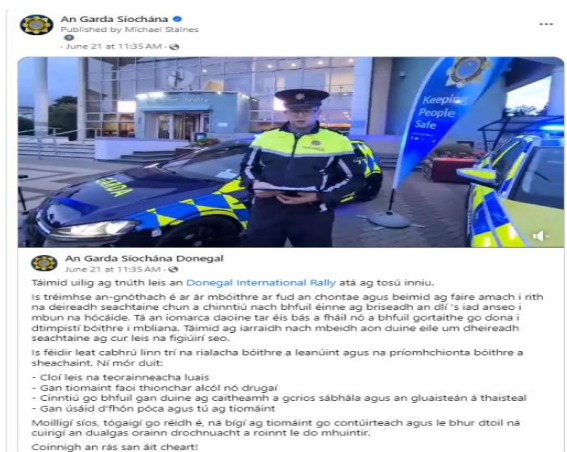 An Garda Síochána
Published by Michael Staines
· June 21 at 11:35 AM ·
GARDA
Keeping
People
Safe
An Garda Síochána Donegal
June 21 at 11:35 AM ·
Táimid uilig ag tnúth leis an Donegal International Rally atá ag tosú inniu.
Is tréimhse an-gnóthach é ar ár mbóithre ar fud an chontae agus beimid ag faire amach i rith
na deireadh seachtaine chun a chinntiú nach bhfuil éinne ag briseadh an dlí 's iad anseo i
mbun na hócáide. Tá an iomarca daoine tar éis bás a fháil nó a bhfuil gortaithe go dona i
dtimpistí bóithre i mbliana. Táimid ag iarraidh nach mbeidh aon duine eile um dheireadh
seachtaine ag cur leis na figiúirí seo.
Is féidir leat cabhrú linn trí na rialacha bóithre a leanúint agus na príomhchionta bóithre a
sheachaint. Ní mór duit:
- Cloí leis na teorainneacha luais
- Gan tiomaint faoi thionchar alcól nó drugaí
- Cinntiú go bhfuil gan duine ag caitheamh a gcrios sábhála agus an gluaisteán á thaisteal
- Gan úsáid d'fhón póca agus tú ag tiomáint
Moilligí síos, tógaigí go réidh é, ná bígí ag tiomáint go contúirteach agus le bhur dtoil ná
cuirigí an dualgas orainn drochnuacht a roinnt le do mhuintir.
Coinnigh an rás san áit cheart!